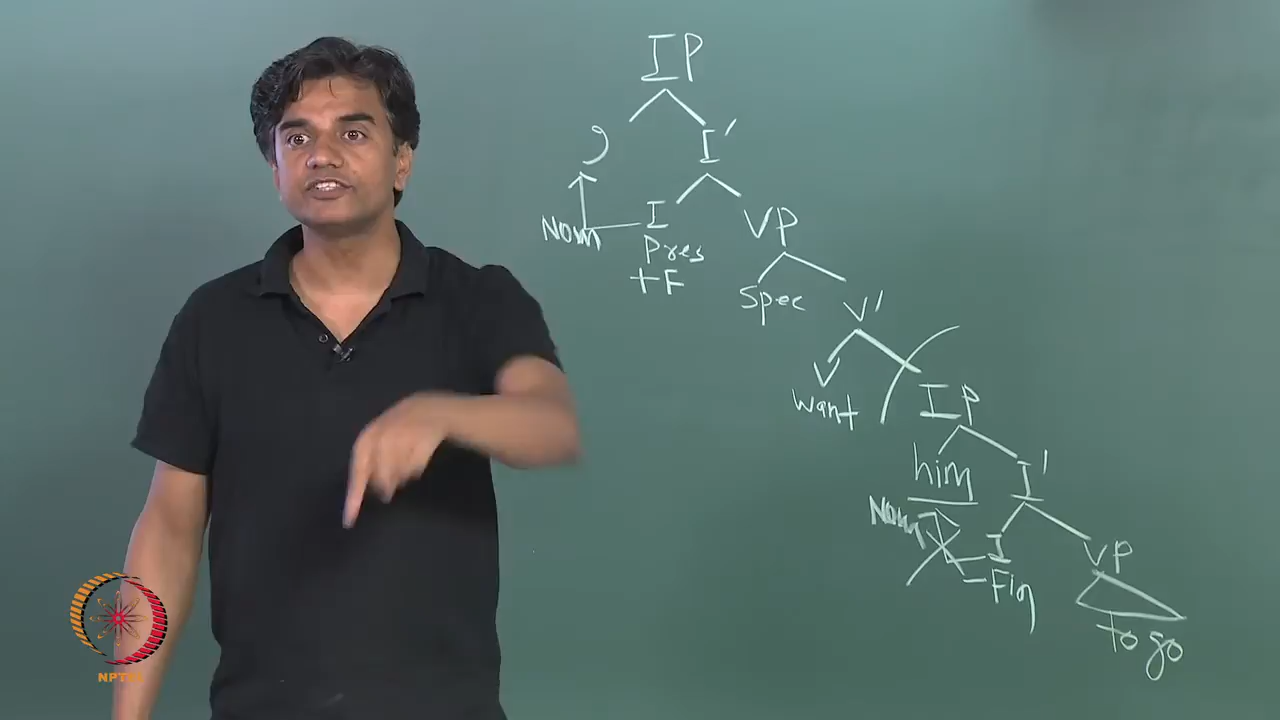 IP
I'
Nom I VP
Pres
+F
Spec V'
V
want IP
him I'
Nom I VP
-Fin
to go
NPTEL